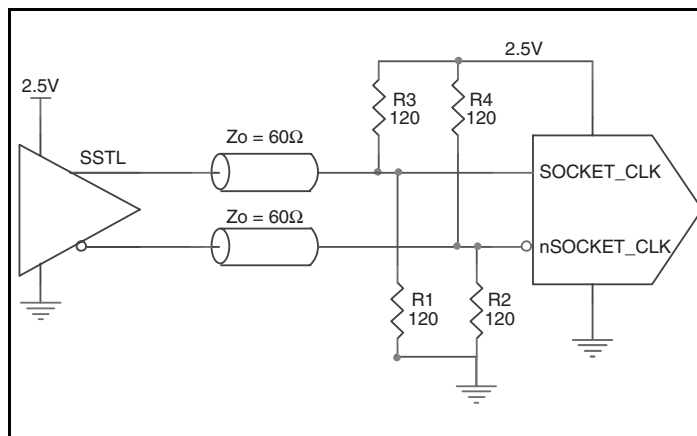 2.5V
2.5V
R3
120
R4
120
SSTL
Zo = 60Ω
SOCKET_CLK
Zo = 60Ω
nSOCKET_CLK
R1
120
R2
120